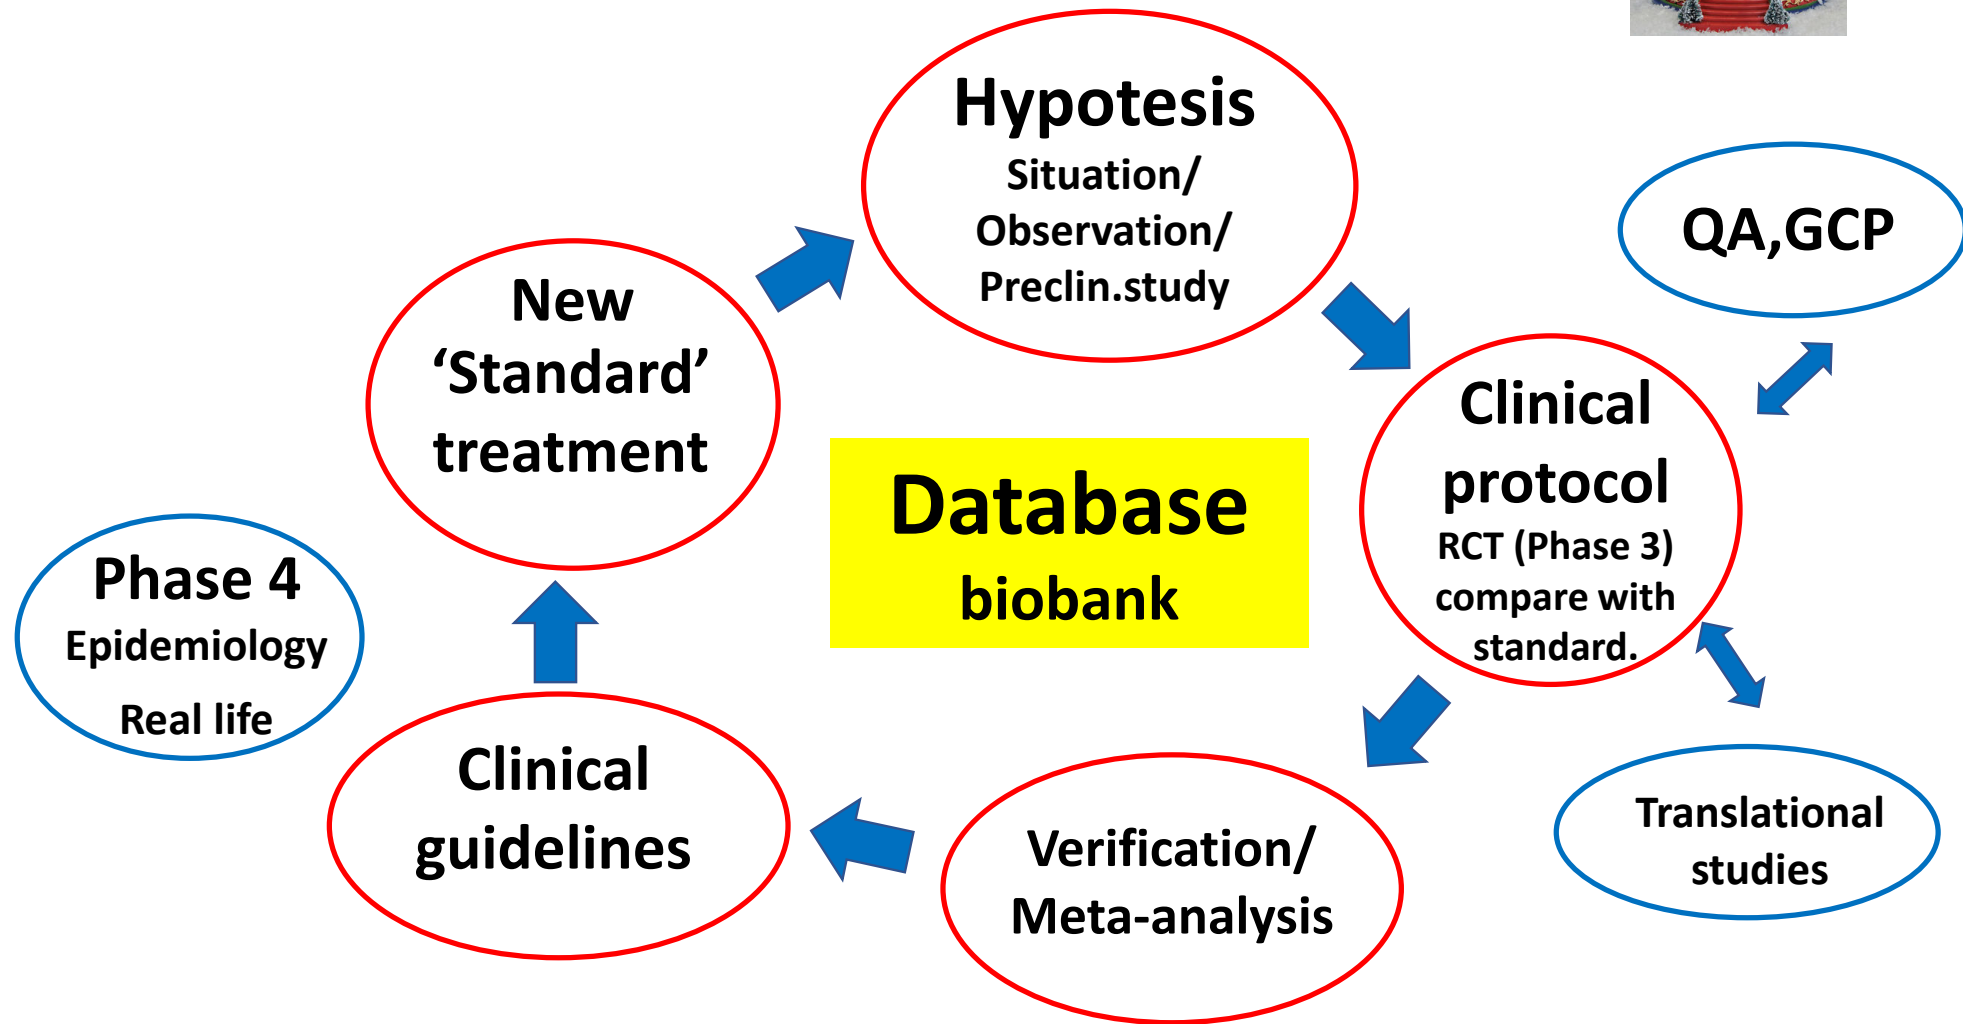 Hypotesis
Situation/
Observation/
Preclin.study
QA,GCP
New
‘Standard’
treatment
Clinical
protocol
RCT (Phase 3)
compare with
standard.
Database
biobank
Phase 4
Epidemiology
Real life
Clinical
guidelines
Verification/
Meta-analysis
Translational
studies